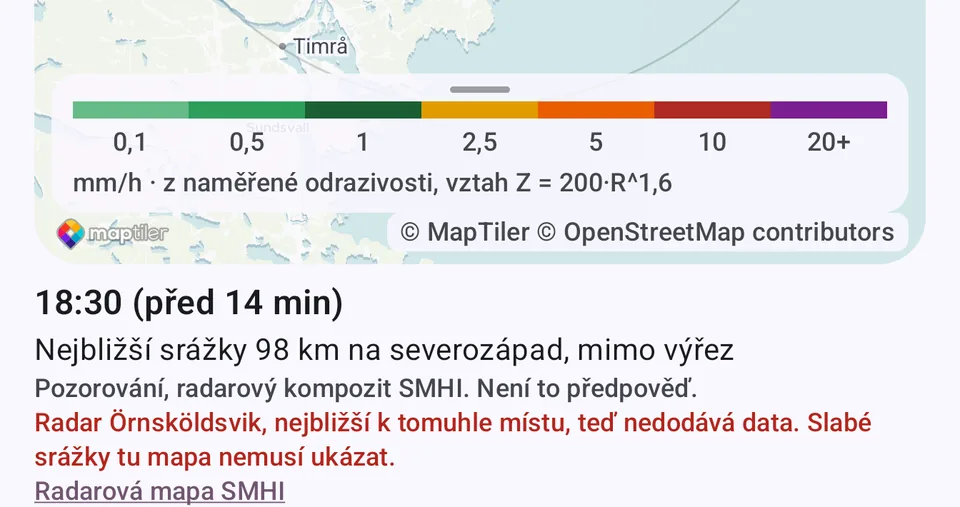 Timrå
Sundsvall
0,1 0,5 1 2,5 5 10 20+
mm/h · z naměřené odrazivosti, vztah Z = 200·R^1,6
maptiler
© MapTiler © OpenStreetMap contributors
18:30 (před 14 min)
Nejbližší srážky 98 km na severozápad, mimo výřez
Pozorování, radarový kompozit SMHI. Není to předpověď.
Radar Örnsköldsvik, nejbližší k tomuhle místu, teď nedodává data. Slabé
srážky tu mapa nemusí ukázat.
Radarová mapa SMHI